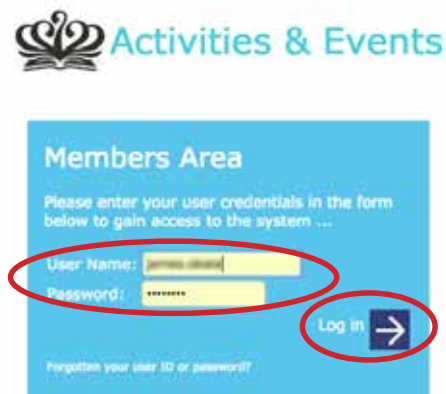 Activities & Events
Members Area
Please enter your user credentials in the form
below to gain access to the system ...
User Name:
Password: ••••••••
Log in
Forgotten your user ID or password?